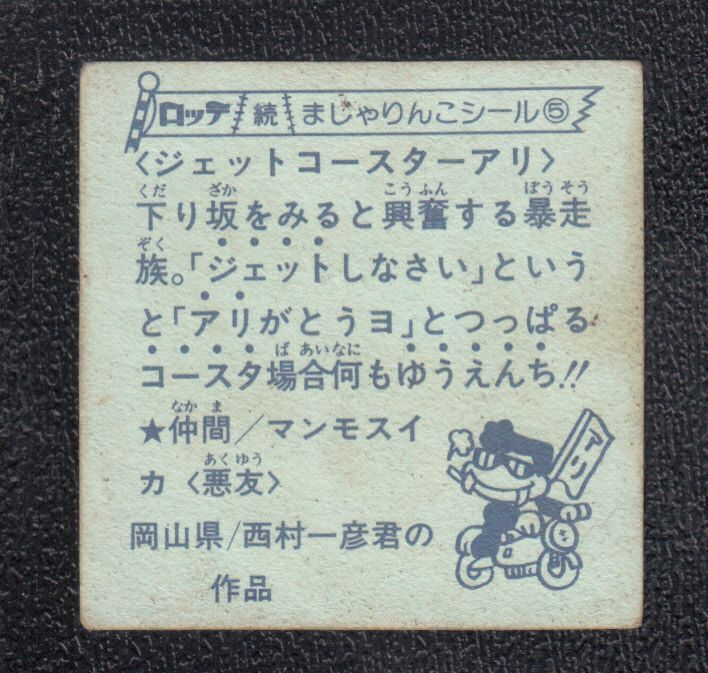 ロッテ 続 まじゃりんこシール⑤
〈ジェットコースターアリ〉
くだ ざか こうふん ぼうそう
下り坂をみると興奮する暴走
ぞく
族。「ジェットしなさい」という
と「アリがとうヨ」とつっぱる
ば あいなに
コースタ場合何もゆうえんち!!
なか ま
★仲間/マンモスイ
あくゆう
カ〈悪友〉
岡山県/西村一彦君の
作品
アリ